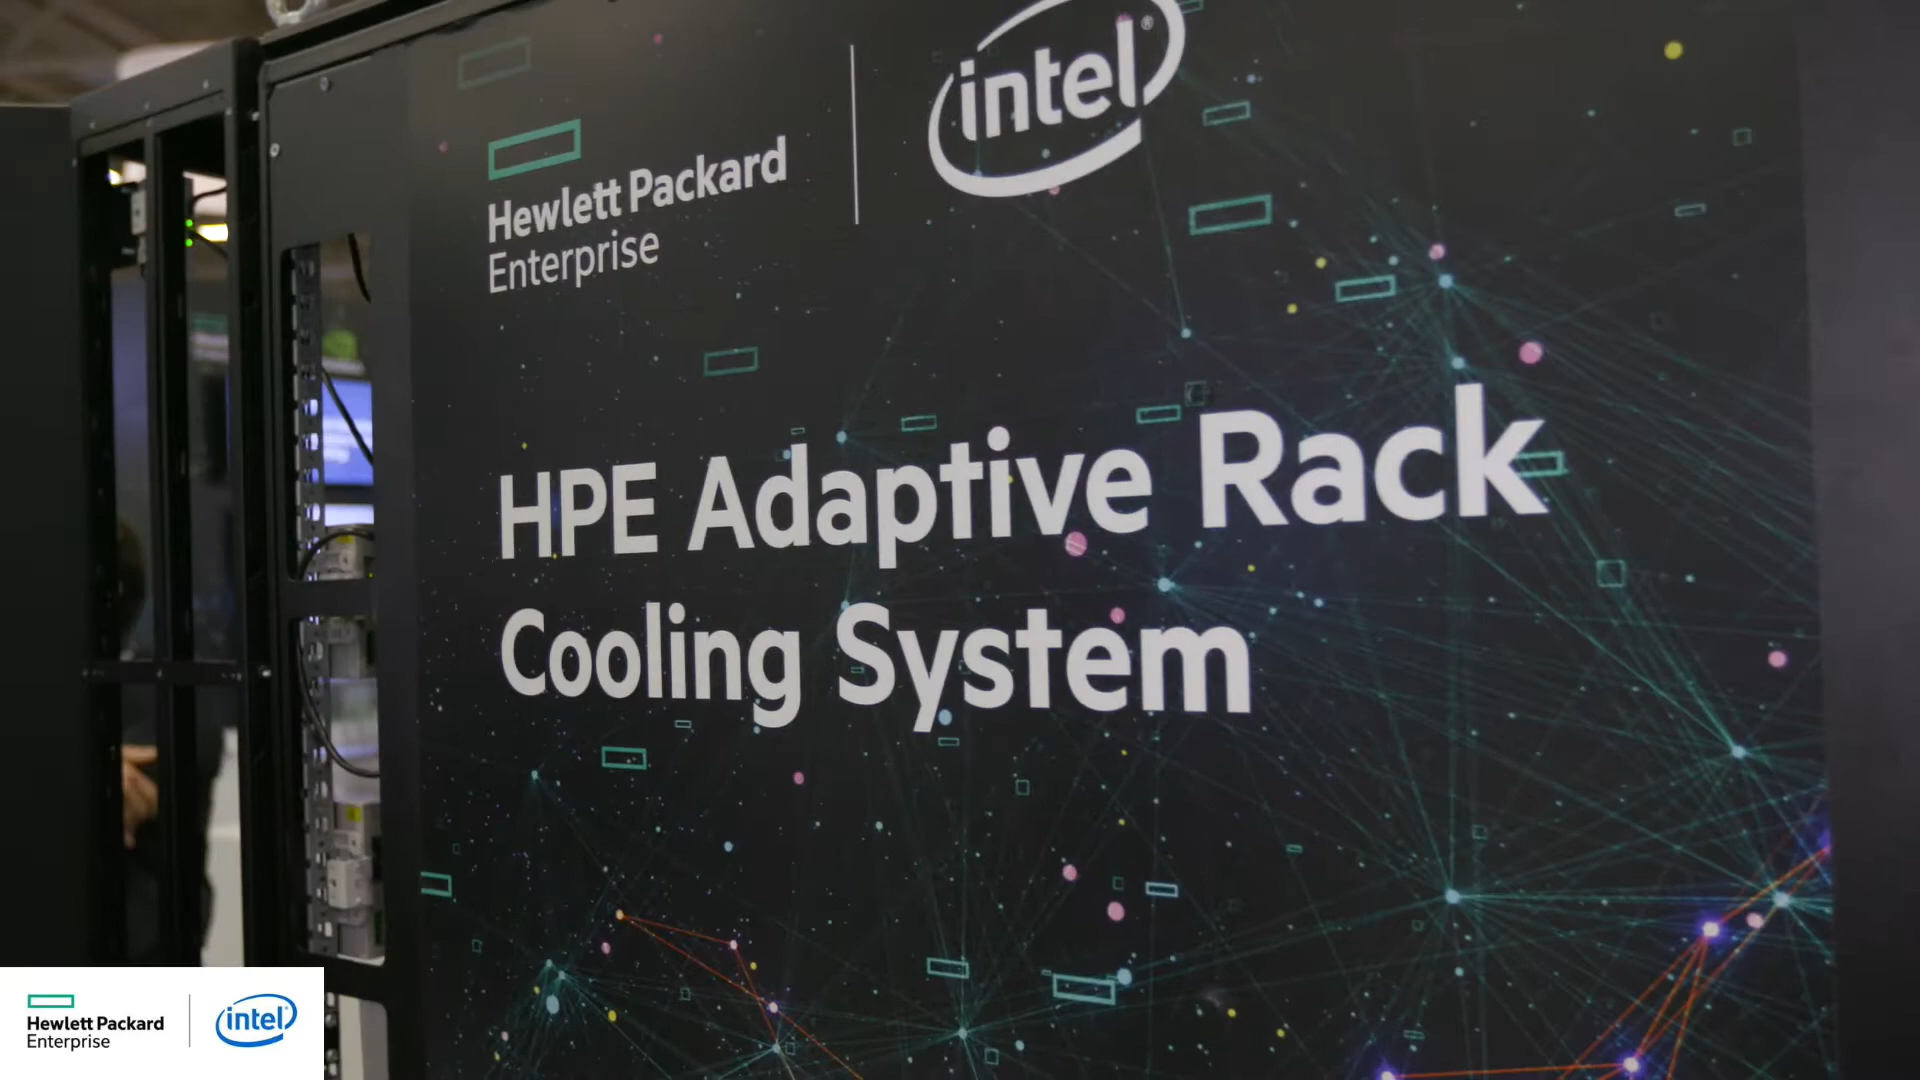 Hewlett Packard
Enterprise
intel®
HPE Adaptive Rack
Cooling System
Hewlett Packard
Enterprise
intel